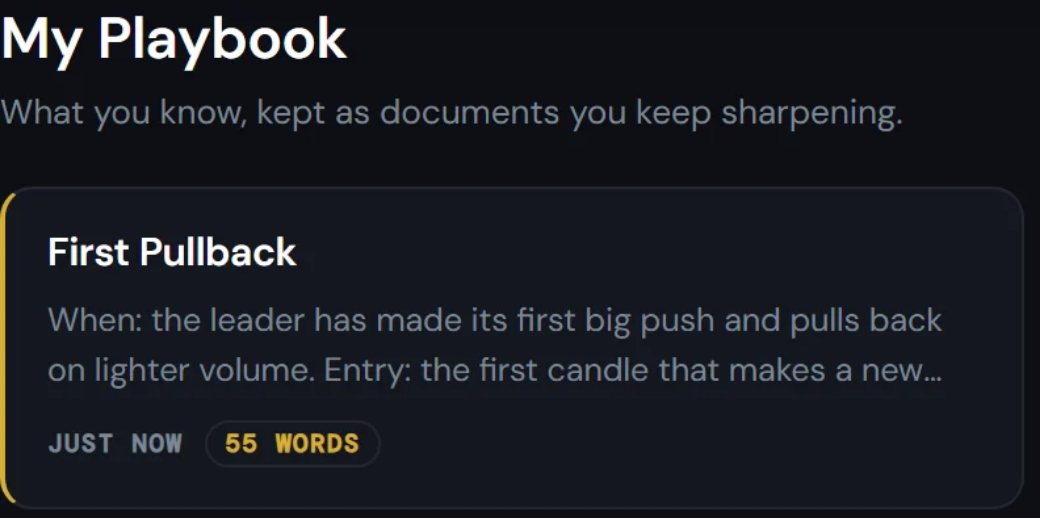 My Playbook
What you know, kept as documents you keep sharpening.
First Pullback
When: the leader has made its first big push and pulls back
on lighter volume. Entry: the first candle that makes a new...
JUST NOW
55 WORDS